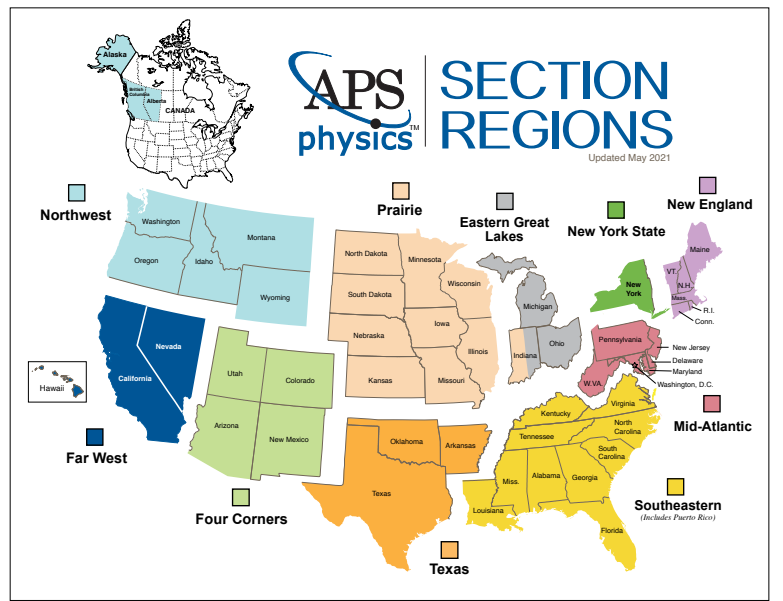 Alaska
British
Columbia
Alberta
CANADA
APS
physics™
SECTION
REGIONS
Updated May 2021
Northwest
Washington
Oregon
Idaho
Montana
Wyoming
Prairie
North Dakota
South Dakota
Nebraska
Kansas
Minnesota
Iowa
Missouri
Wisconsin
Illinois
Indiana
Eastern Great
Lakes
Michigan
Ohio
New York State
New
York
New England
Maine
VT.
N.H.
Mass.
R.I.
Conn.
Pennsylvania
New Jersey
Delaware
Maryland
Washington, D.C.
W.VA.
Mid-Atlantic
Hawaii
California
Nevada
Far West
Utah
Colorado
Arizona
New Mexico
Four Corners
Oklahoma
Arkansas
Texas
Texas
Kentucky
Virginia
Tennessee
North
Carolina
South
Carolina
Miss.
Alabama
Georgia
Louisiana
Florida
Southeastern
(Includes Puerto Rico)